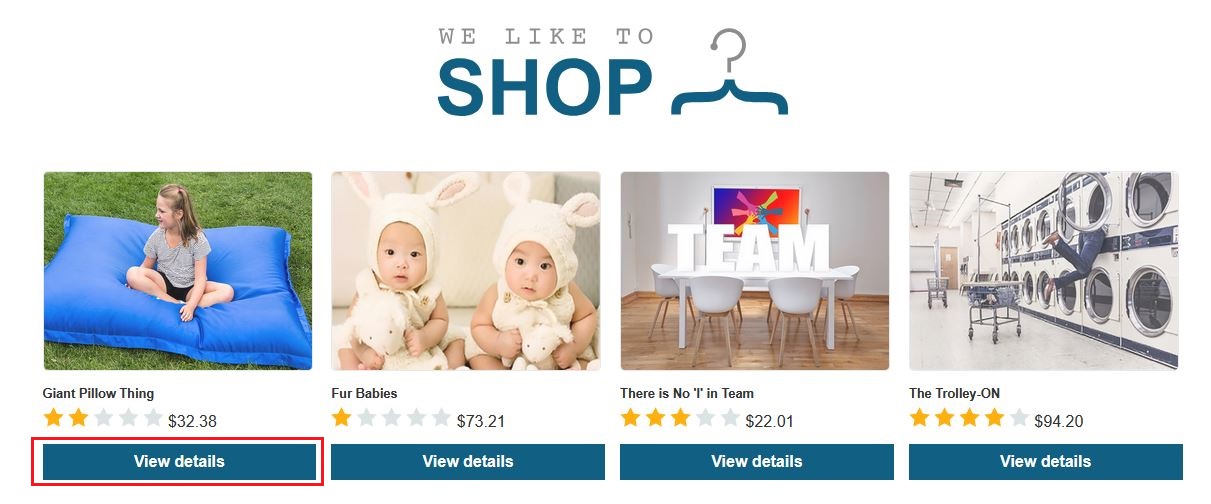 WE LIKE TO
SHOP
TEAM
Giant Pillow Thing
Fur Babies
There is No 'I' in Team
The Trolley-ON
$32.38
$73.21
$22.01
$94.20
View details
View details
View details
View details